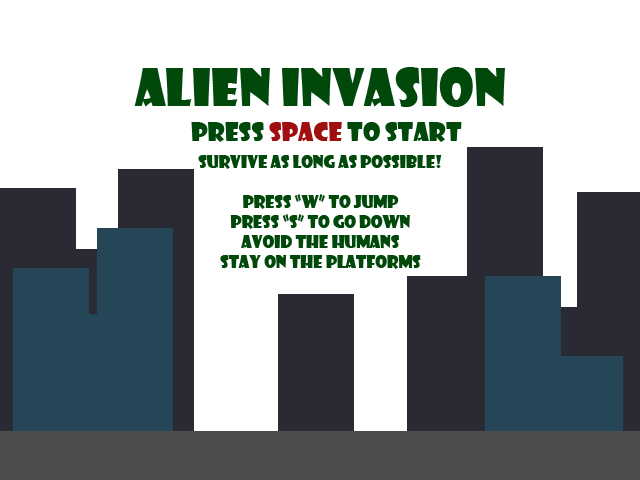 ALIEN INVASION
PRESS SPACE TO START
SURVIVE AS LONG AS POSSIBLE!
PRESS "W" TO JUMP
PRESS "S" TO GO DOWN
AVOID THE HUMANS
STAY ON THE PLATFORMS